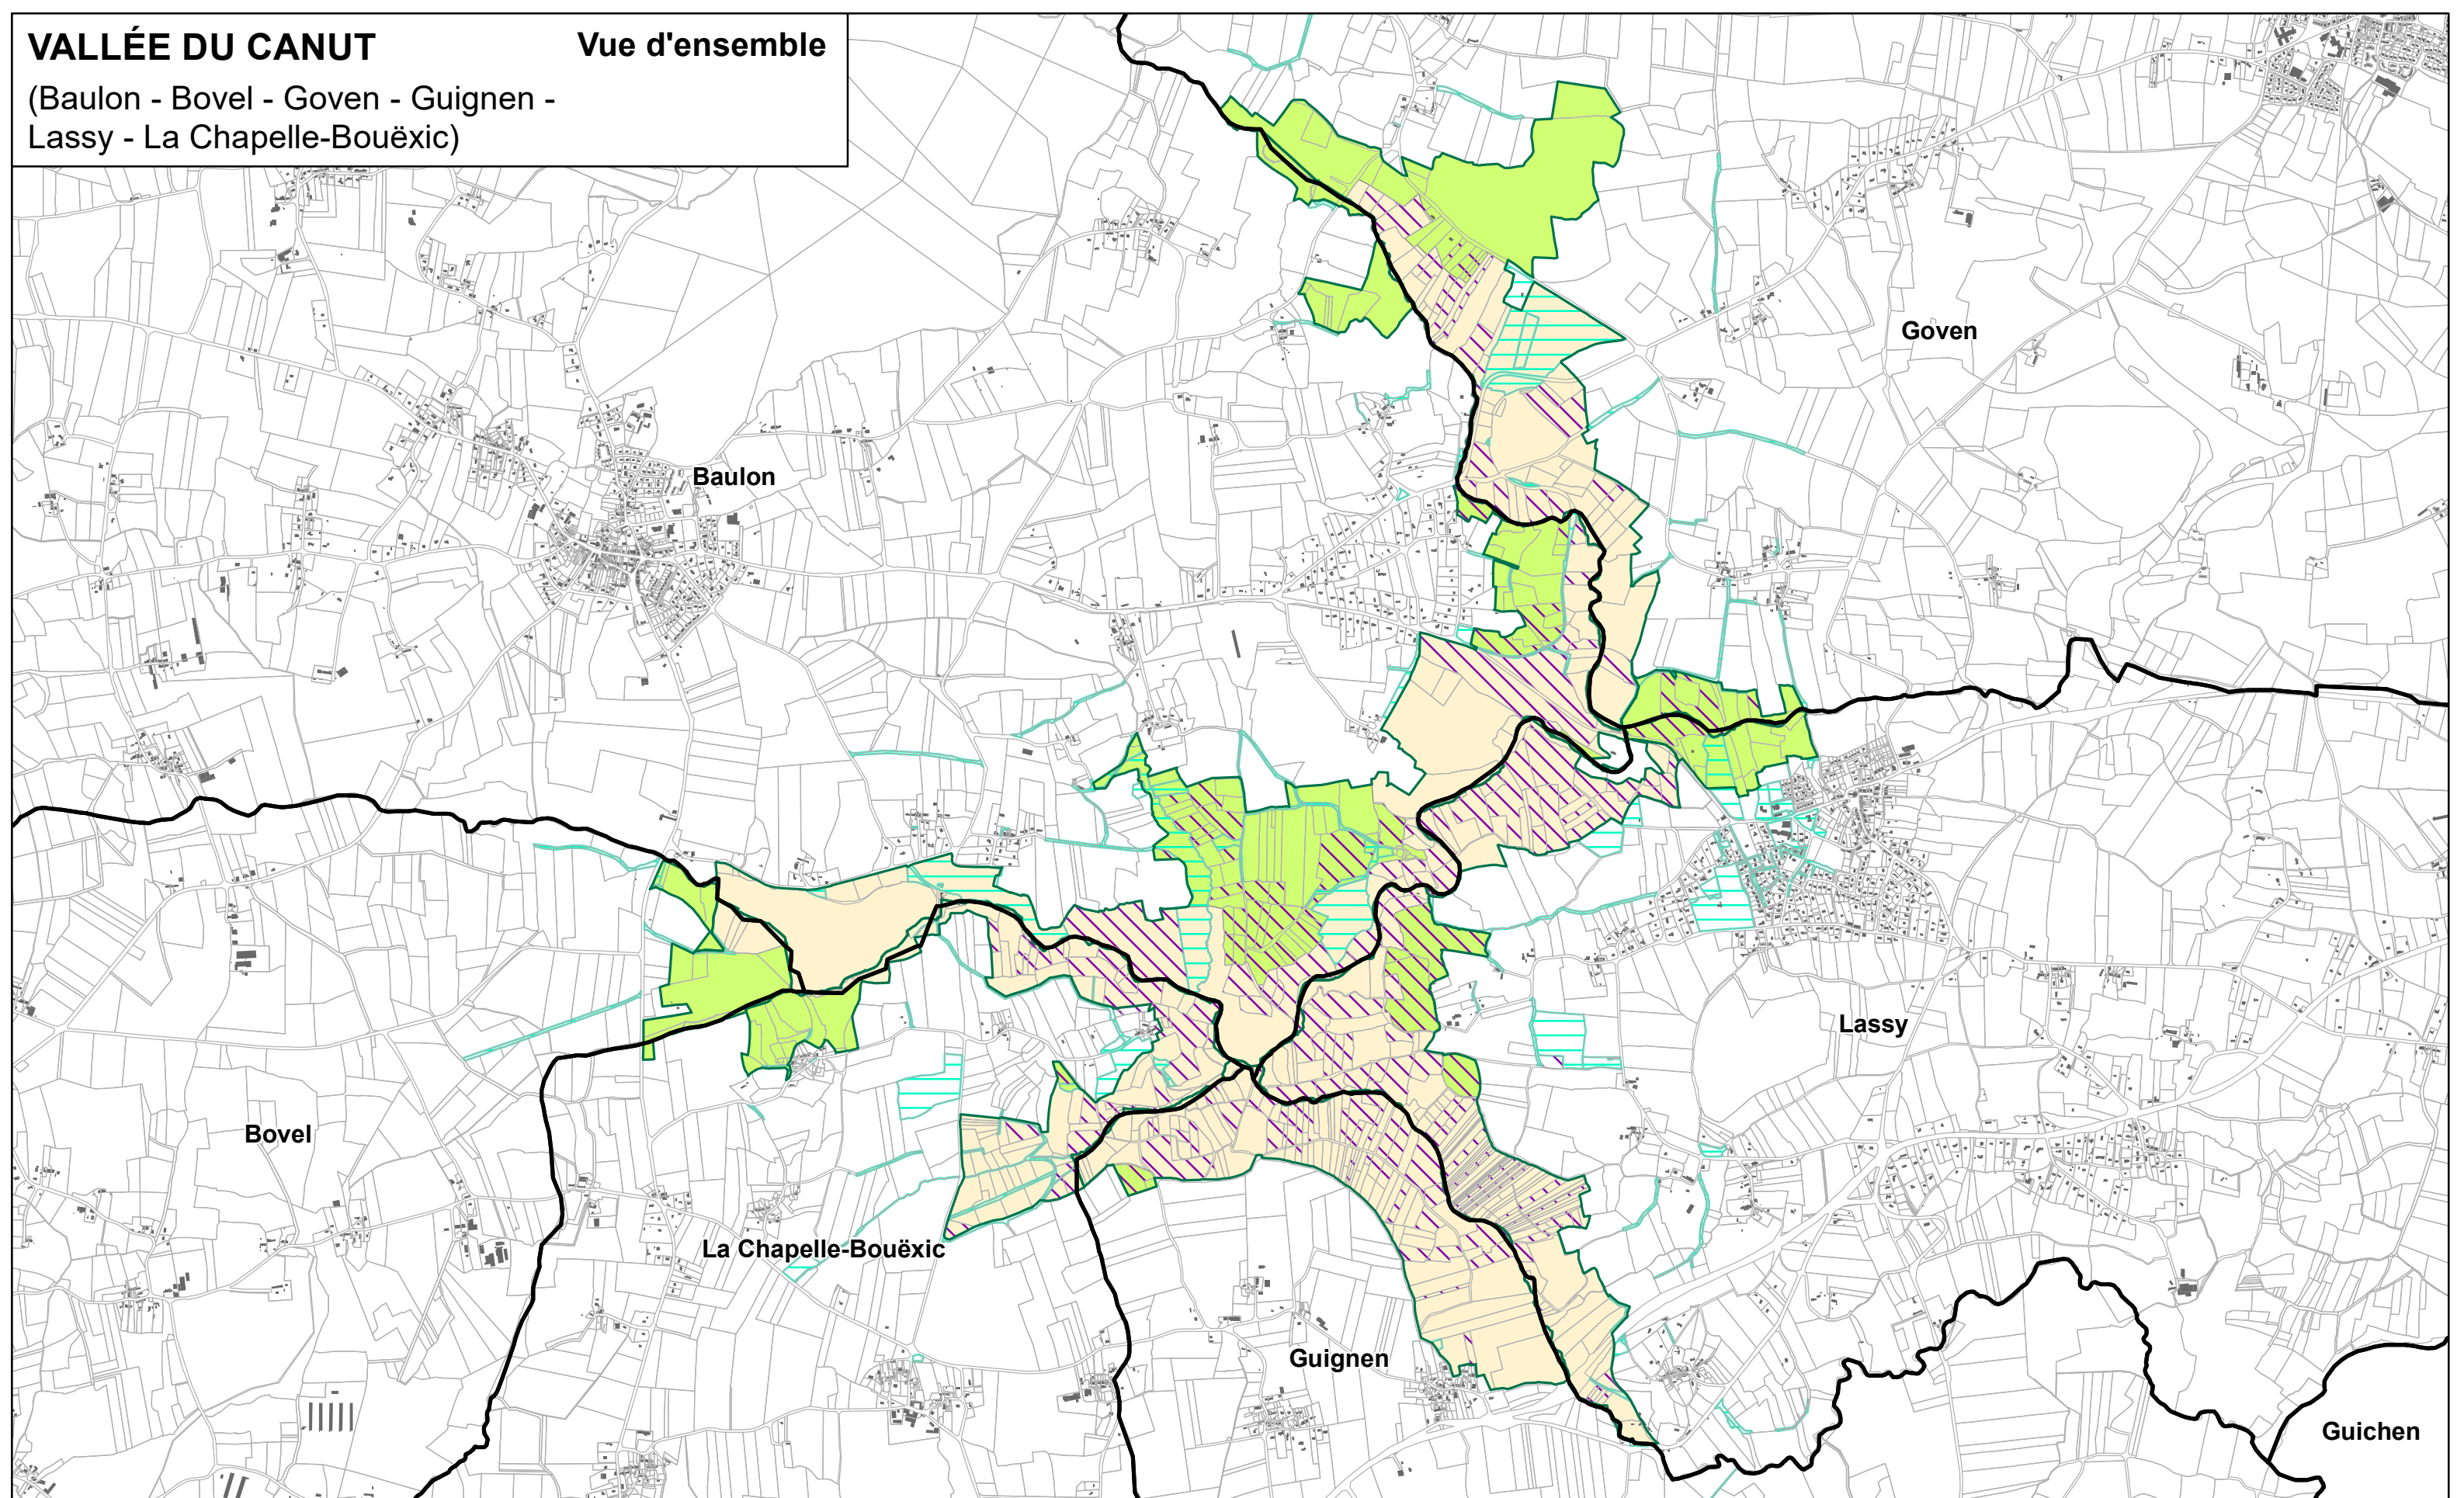 VALLÉE DU CANUT
Vue d'ensemble
(Baulon - Bovel - Goven - Guignen -
Lassy - La Chapelle-Bouëxic)
Goven
Baulon
Lassy
Bovel
La Chapelle-Bouëxic
Guignen
Guichen